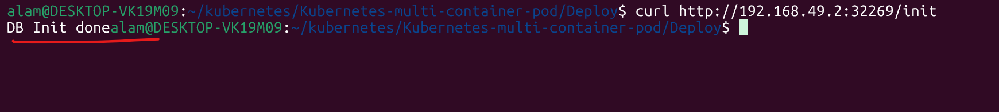 alam@DESKTOP-VK19M09:~/kubernetes/Kubernetes-multi-container-pod/Deploy$ curl http://192.168.49.2:32269/init
DB Init donealam@DESKTOP-VK19M09:~/kubernetes/Kubernetes-multi-container-pod/Deploy$